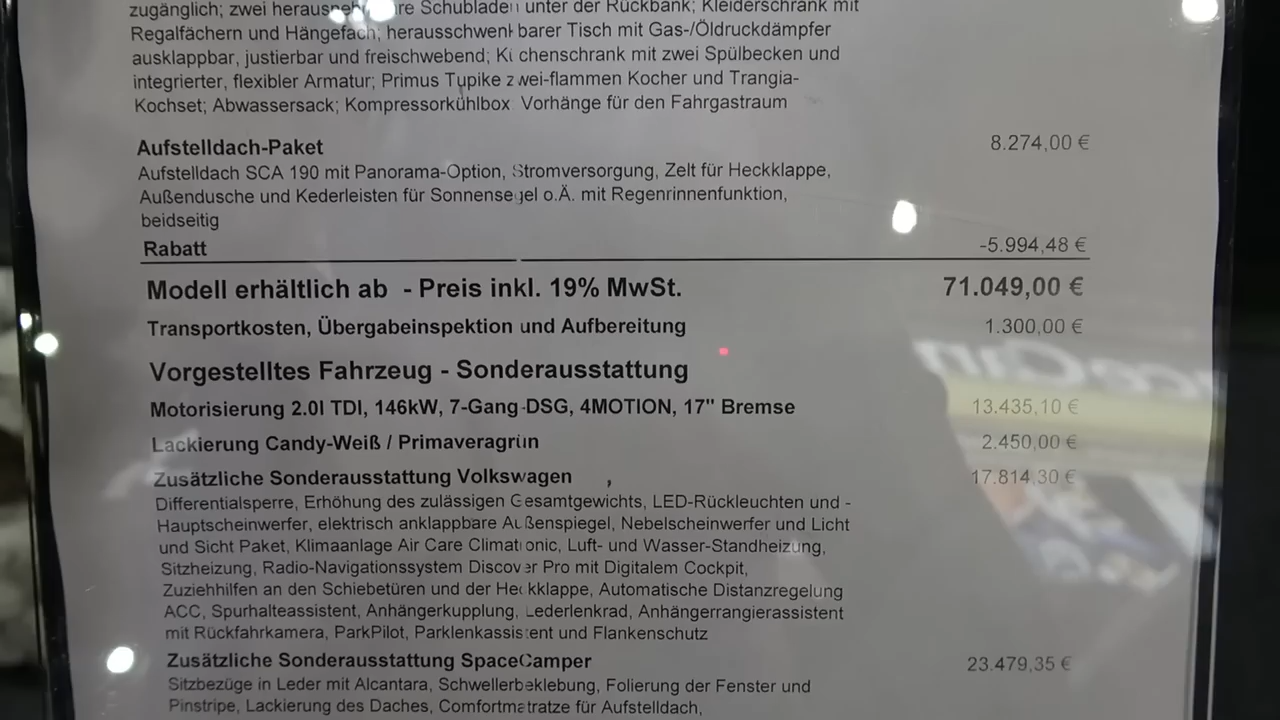 zugänglich; zwei herausnehmbare Schubladen unter der Rückbank; Kleiderschrank mit
Regalfächern und Hängefach; herausschwenkbarer Tisch mit Gas-/Öldruckdämpfer
ausklappbar, justierbar und freischwebend; Küchenschrank mit zwei Spülbecken und
integrierter, flexibler Armatur; Primus Tupike zwei-flammen Kocher und Trangia-
Kochset; Abwassersack; Kompressorkühlbox Vorhänge für den Fahrgastraum
Aufstelldach-Paket 8.274,00 €
Aufstelldach SCA 190 mit Panorama-Option, Stromversorgung, Zelt für Heckklappe,
Außendusche und Kederleisten für Sonnensegel o.Ä. mit Regenrinnenfunktion,
beidseitig
Rabatt -5.994,48 €
Modell erhältlich ab - Preis inkl. 19% MwSt. 71.049,00 €
Transportkosten, Übergabeinspektion und Aufbereitung 1.300,00 €
Vorgestelltes Fahrzeug - Sonderausstattung
Motorisierung 2.0l TDI, 146kW, 7-Gang-DSG, 4MOTION, 17" Bremse 13.435,10 €
Lackierung Candy-Weiß / Primaveragrün 2.450,00 €
Zusätzliche Sonderausstattung Volkswagen 17.814,30 €
Differentialsperre, Erhöhung des zulässigen Gesamtgewichts, LED-Rückleuchten und -
Hauptscheinwerfer, elektrisch anklappbare Außenspiegel, Nebelscheinwerfer und Licht
und Sicht Paket, Klimaanlage Air Care Climatronic, Luft- und Wasser-Standheizung,
Sitzheizung, Radio-Navigationssystem Discover Pro mit Digitalem Cockpit,
Zuziehhilfen an den Schiebetüren und der Heckklappe, Automatische Distanzregelung
ACC, Spurhalteassistent, Anhängerkupplung, Lederlenkrad, Anhängerrangierassistent
mit Rückfahrkamera, ParkPilot, Parklenkassistent und Flankenschutz
Zusätzliche Sonderausstattung SpaceCamper 23.479,35 €
Sitzbezüge in Leder mit Alcantara, Schwellerbeklebung, Folierung der Fenster und
Pinstripe, Lackierung des Daches, Comfortmatratze für Aufstelldach,